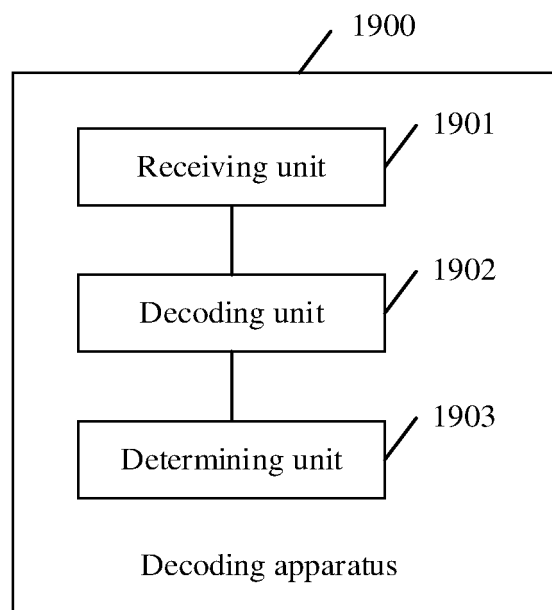 1900
1901
Receiving unit
1902
Decoding unit
1903
Determining unit
Decoding apparatus